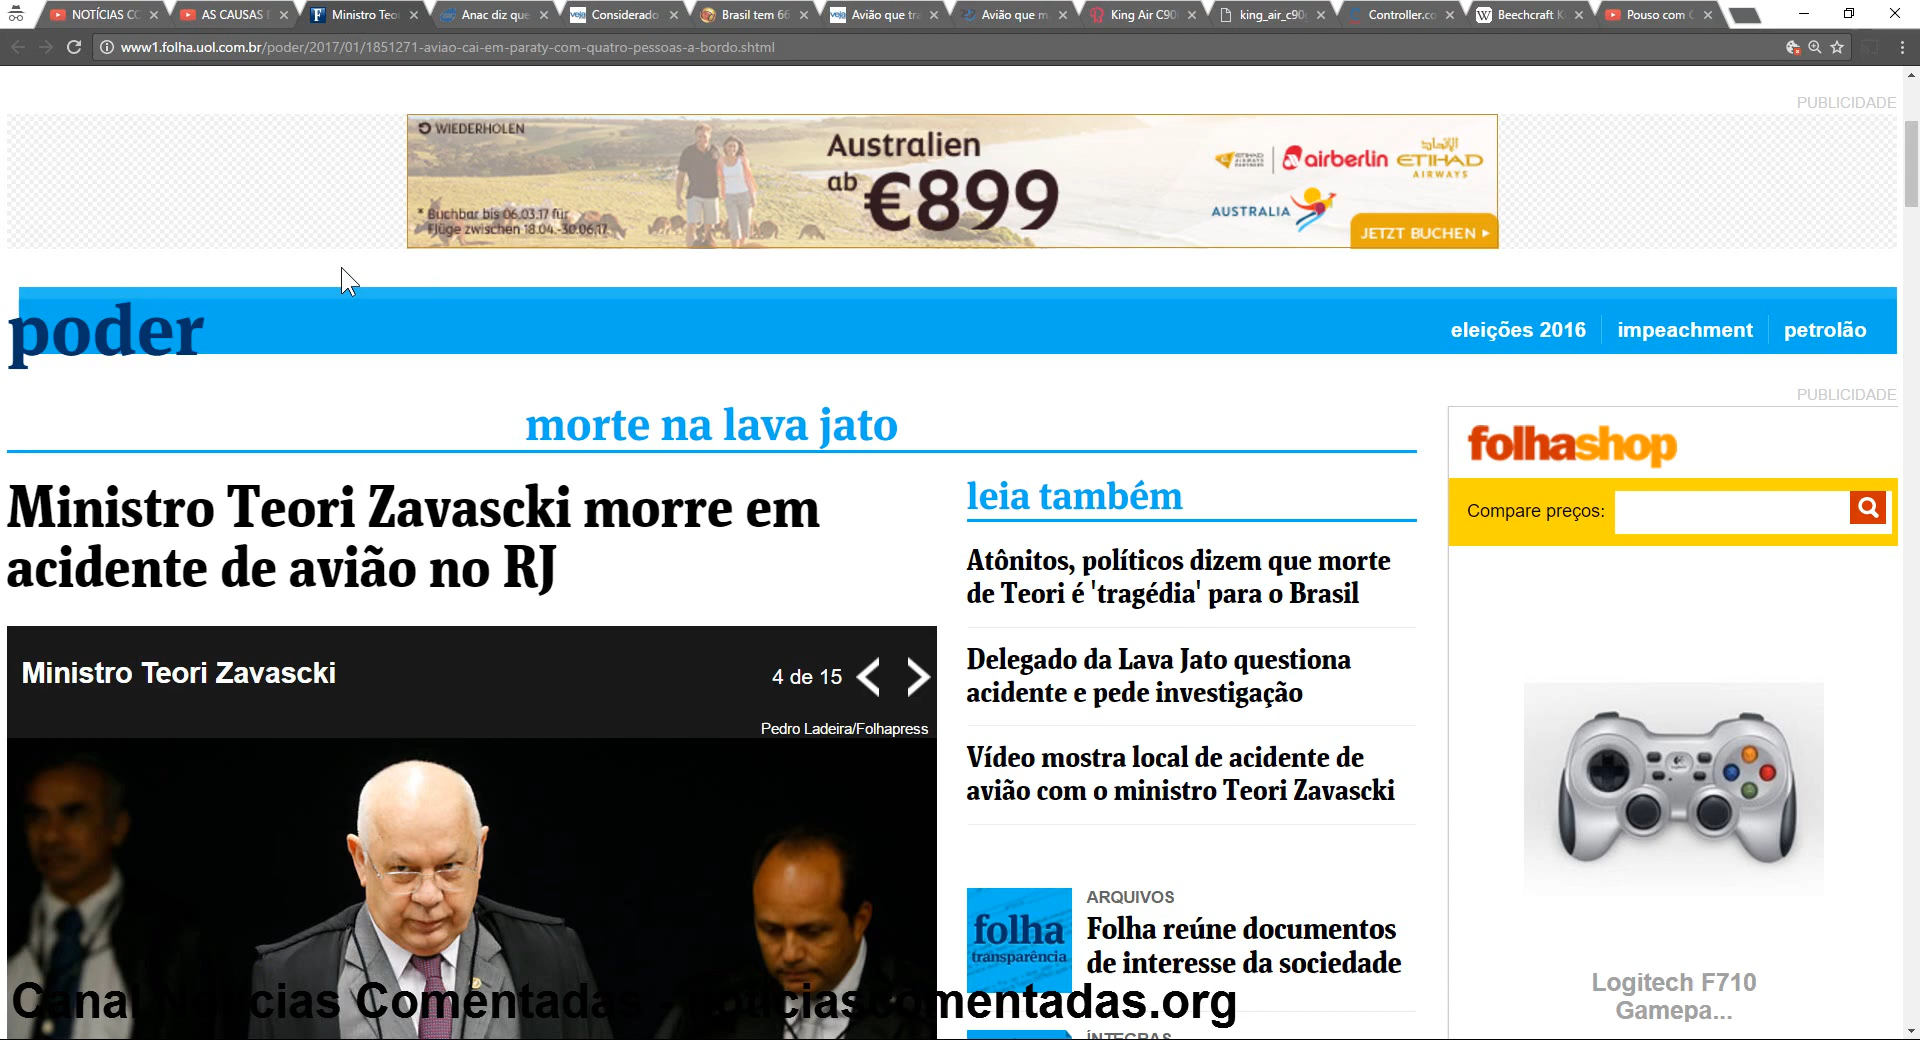 NOTÍCIAS CO
AS CAUSAS D
Ministro Teo
Anac diz que
Considerado
Brasil tem 66
Avião que tra
Avião que m
King Air C90
king_air_c90
Controller.co
Beechcraft K
Pouso com
www1.folha.uol.com.br/poder/2017/01/1851271-aviao-cai-em-paraty-com-quatro-pessoas-a-bordo.shtml
PUBLICIDADE
WIEDERHOLEN
Australien
ab €899
* Buchbar bis 06.03.17 für
Flüge zwischen 18.04.-30.06.17
airberlin
الإتحاد
ETIHAD
AIRWAYS
AUSTRALIA
JETZT BUCHEN
poder
eleições 2016
impeachment
petrolão
PUBLICIDADE
morte na lava jato
Ministro Teori Zavascki morre em
acidente de avião no RJ
Ministro Teori Zavascki
4 de 15
Pedro Ladeira/Folhapress
leia também
Atônitos, políticos dizem que morte
de Teori é 'tragédia' para o Brasil
Delegado da Lava Jato questiona
acidente e pede investigação
Vídeo mostra local de acidente de
avião com o ministro Teori Zavascki
folha
transparência
ARQUIVOS
Folha reúne documentos
de interesse da sociedade
ÍNTEGRAS
folhashop
Compare preços:
Logitech F710
Gamepa...
Canal Notícias Comentadas - noticiascomentadas.org